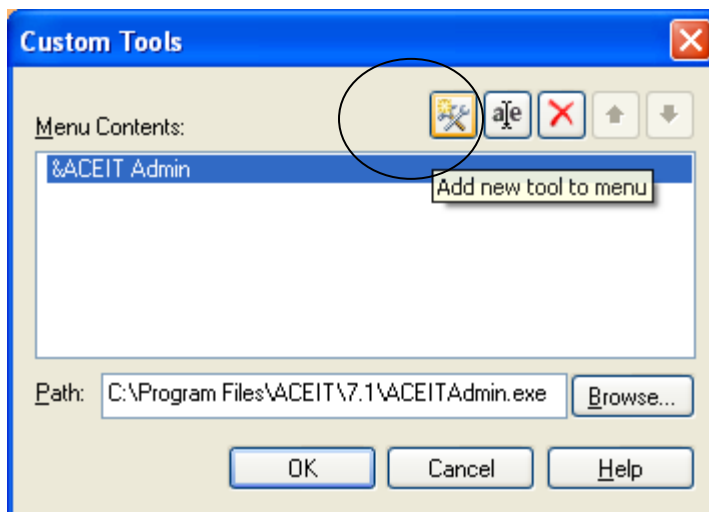 Custom Tools
Menu Contents:
aIe
&ACEIT Admin
Add new tool to menu
Path: C:\Program Files\ACEIT\7.1\ACEITAdmin.exe Browse...
OK Cancel Help